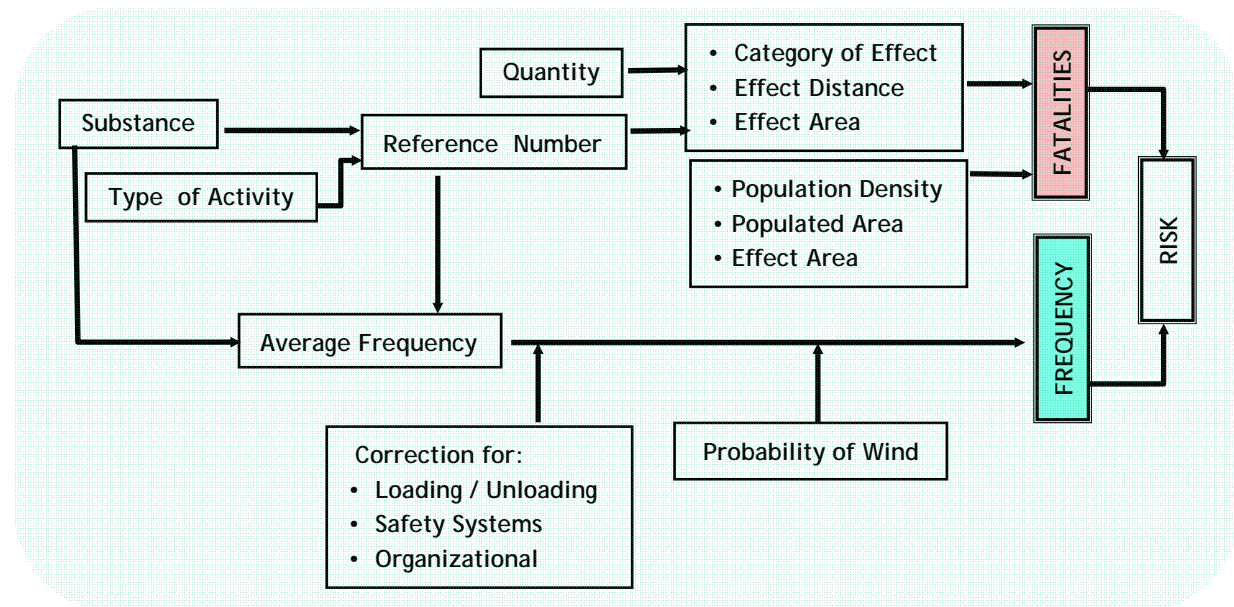 Quantity
• Category of Effect
• Effect Distance
• Effect Area
FATALITIES
Substance
Reference Number
Type of Activity
• Population Density
• Populated Area
• Effect Area
RISK
FREQUENCY
Average Frequency
Correction for:
• Loading / Unloading
• Safety Systems
• Organizational
Probability of Wind